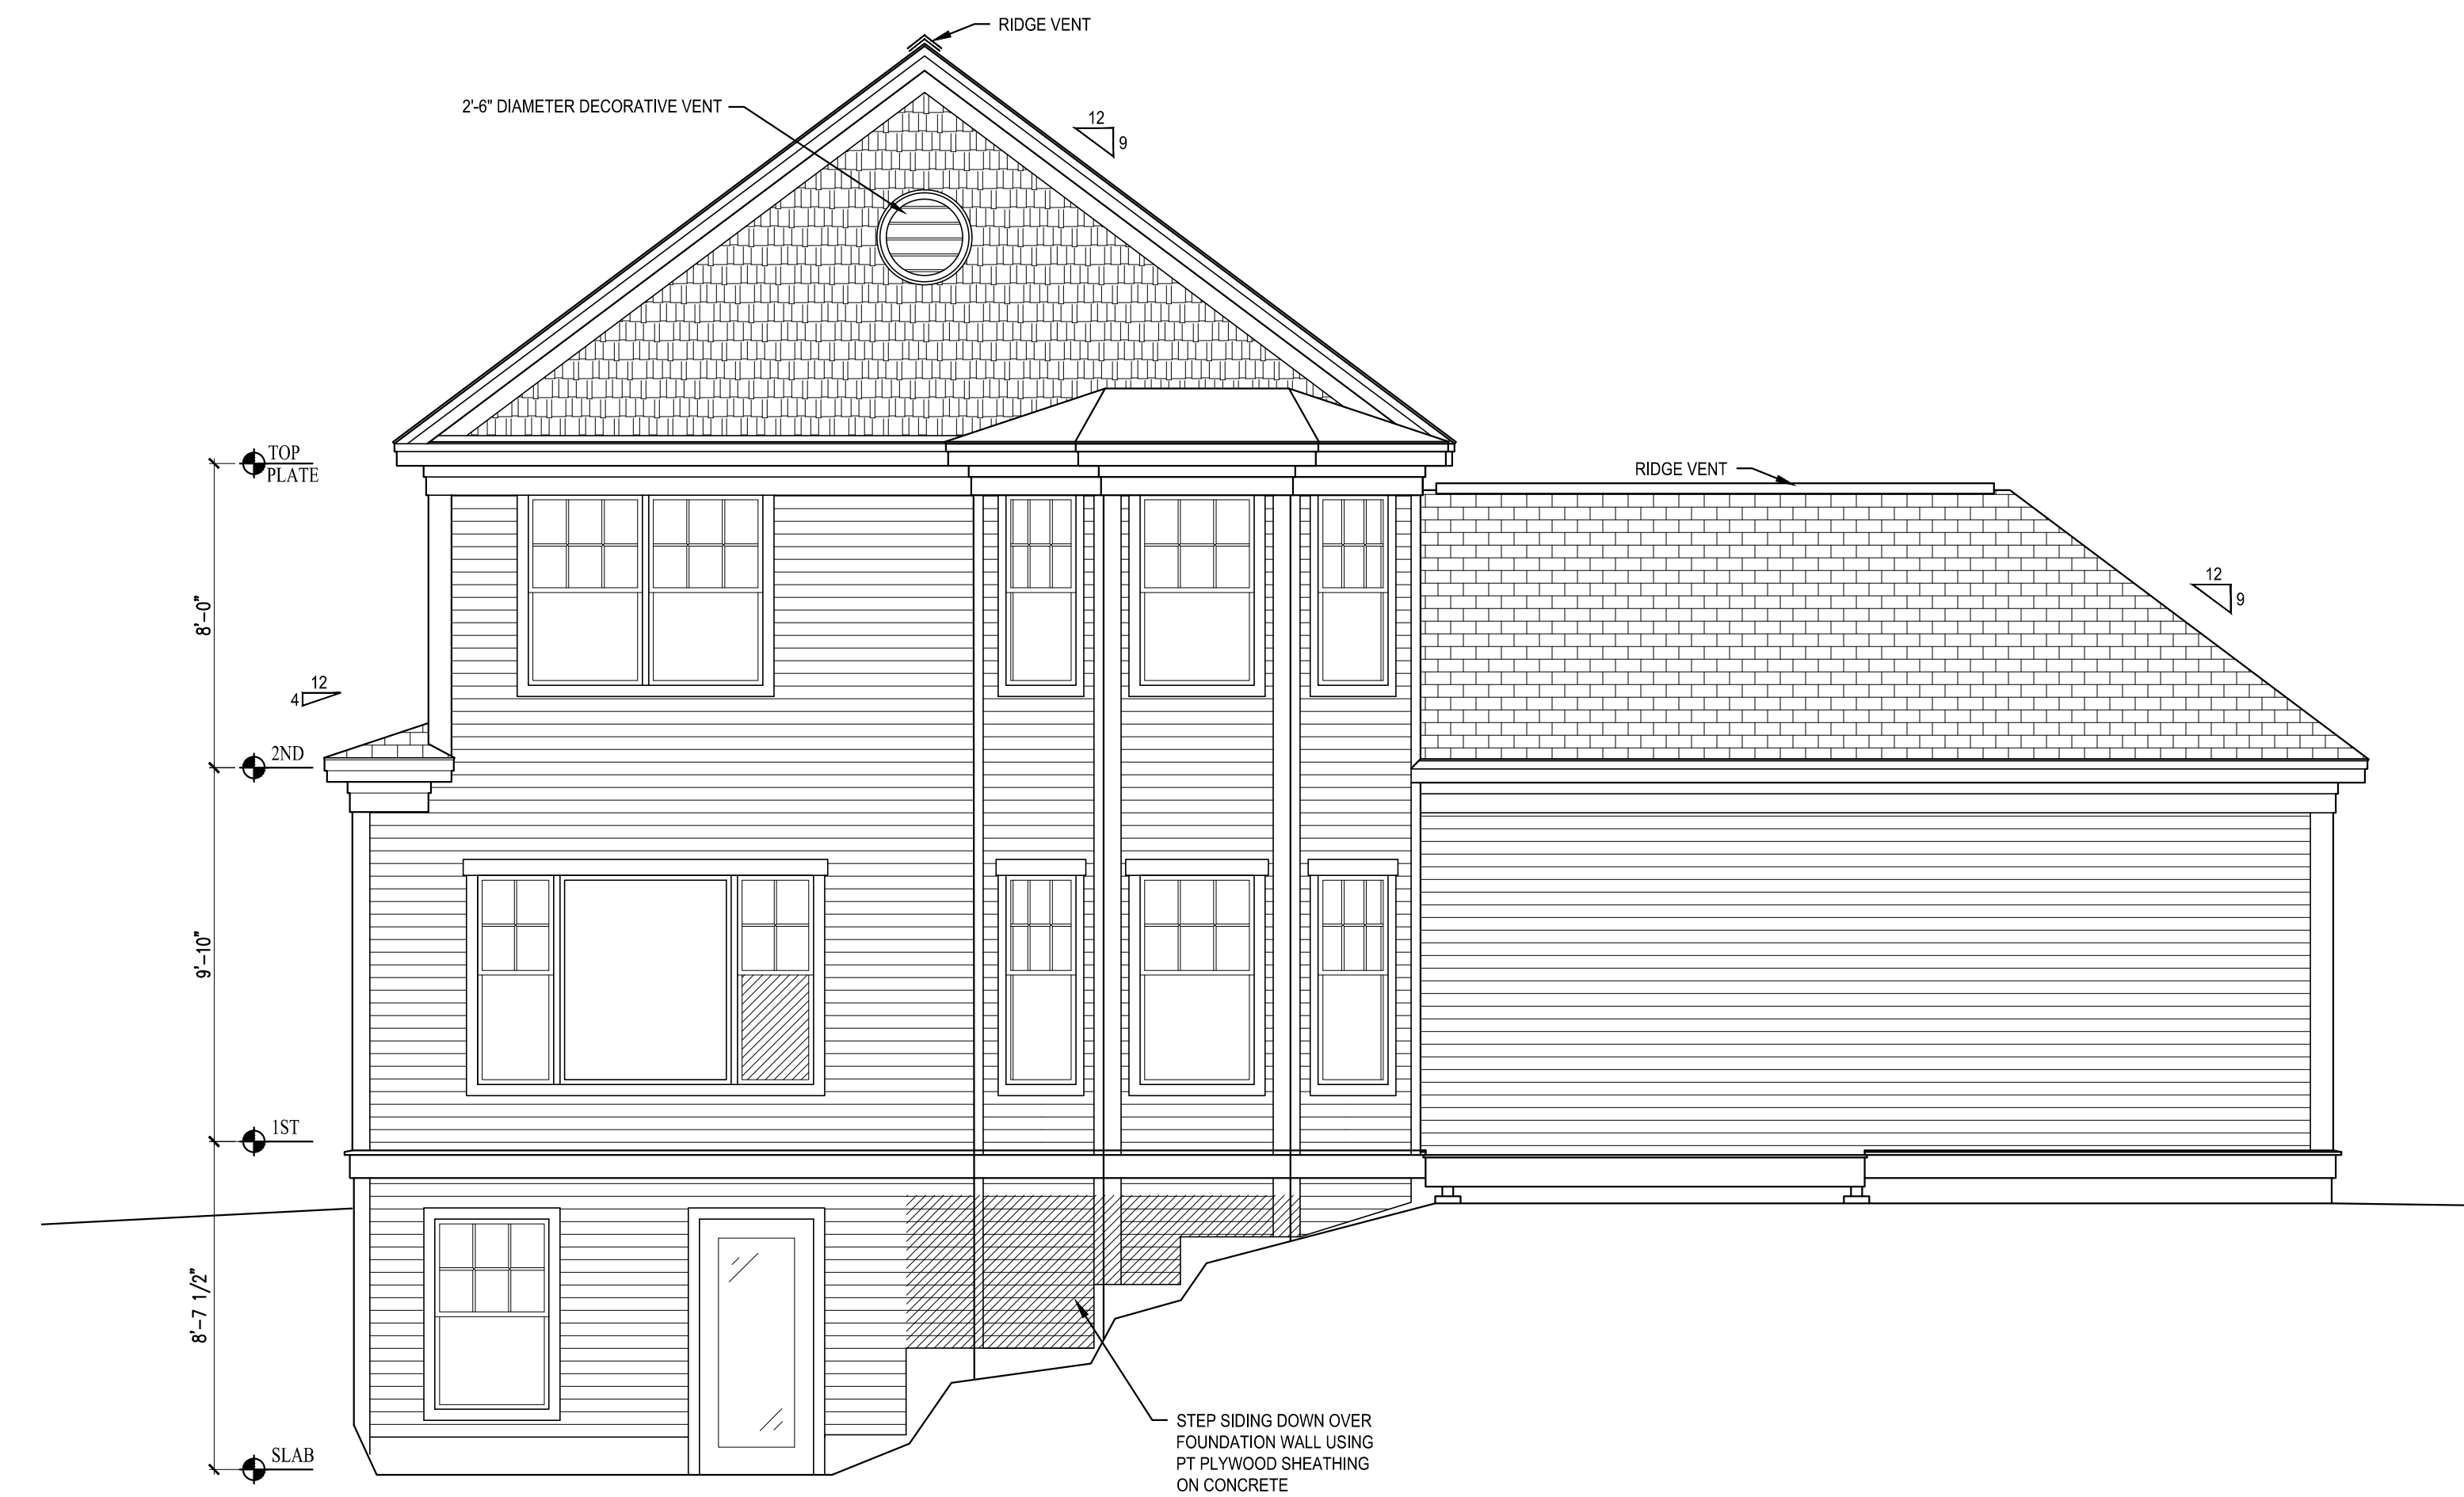 RIDGE VENT
2'-6" DIAMETER DECORATIVE VENT
12
9
TOP
PLATE
RIDGE VENT
12
9
8'-0"
12
4
2ND
9'-10"
1ST
8'-7 1/2"
STEP SIDING DOWN OVER
FOUNDATION WALL USING
PT PLYWOOD SHEATHING
ON CONCRETE
SLAB